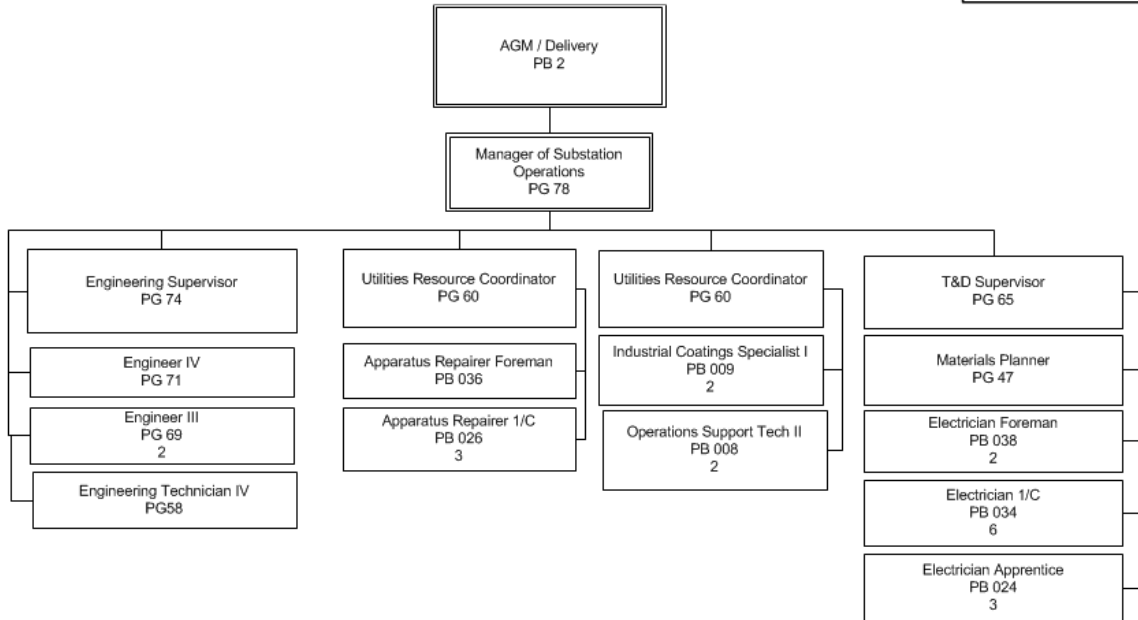 AGM / Delivery
PB 2
Manager of Substation
Operations
PG 78
Engineering Supervisor
PG 74
Engineer IV
PG 71
Engineer III
PG 69
2
Engineering Technician IV
PG58
Utilities Resource Coordinator
PG 60
Apparatus Repairer Foreman
PB 036
Apparatus Repairer 1/C
PB 026
3
Utilities Resource Coordinator
PG 60
Industrial Coatings Specialist I
PB 009
2
Operations Support Tech II
PB 008
2
T&D Supervisor
PG 65
Materials Planner
PG 47
Electrician Foreman
PB 038
2
Electrician 1/C
PB 034
6
Electrician Apprentice
PB 024
3